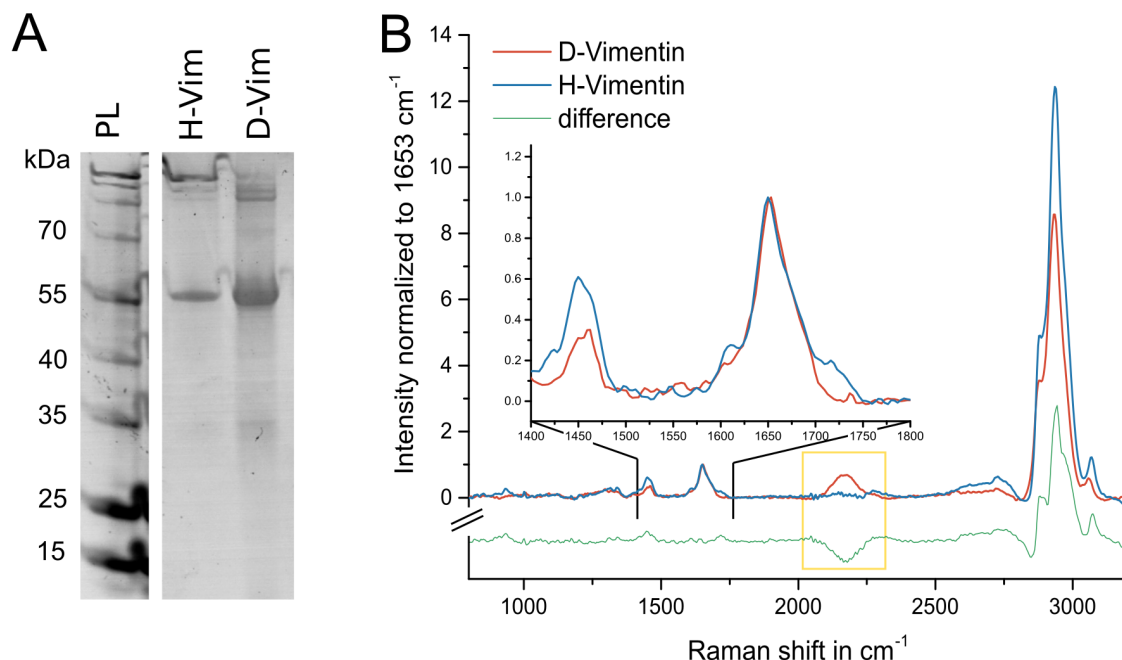 A
PL
H-Vim
D-Vim
kDa
70
55
40
35
25
15
B
D-Vimentin
H-Vimentin
difference
Intensity normalized to 1653 cm⁻¹
14
12
10
8
6
4
2
0
1.2
1.0
0.8
0.6
0.4
0.2
0.0
1400 1450 1500 1550 1600 1650 1700 1750 1800
1000 1500 2000 2500 3000
Raman shift in cm⁻¹